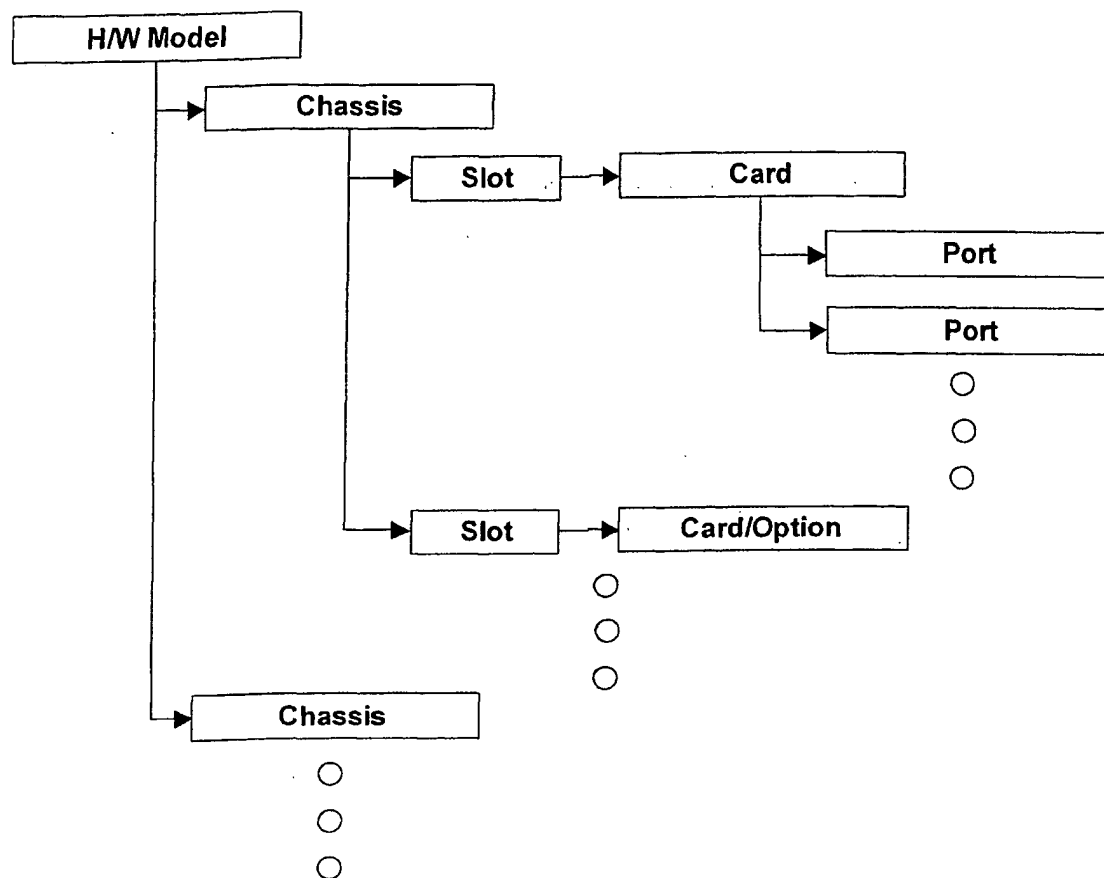 H/W Model
Chassis
Slot
Card
Port
Port
Slot
Card/Option
Chassis